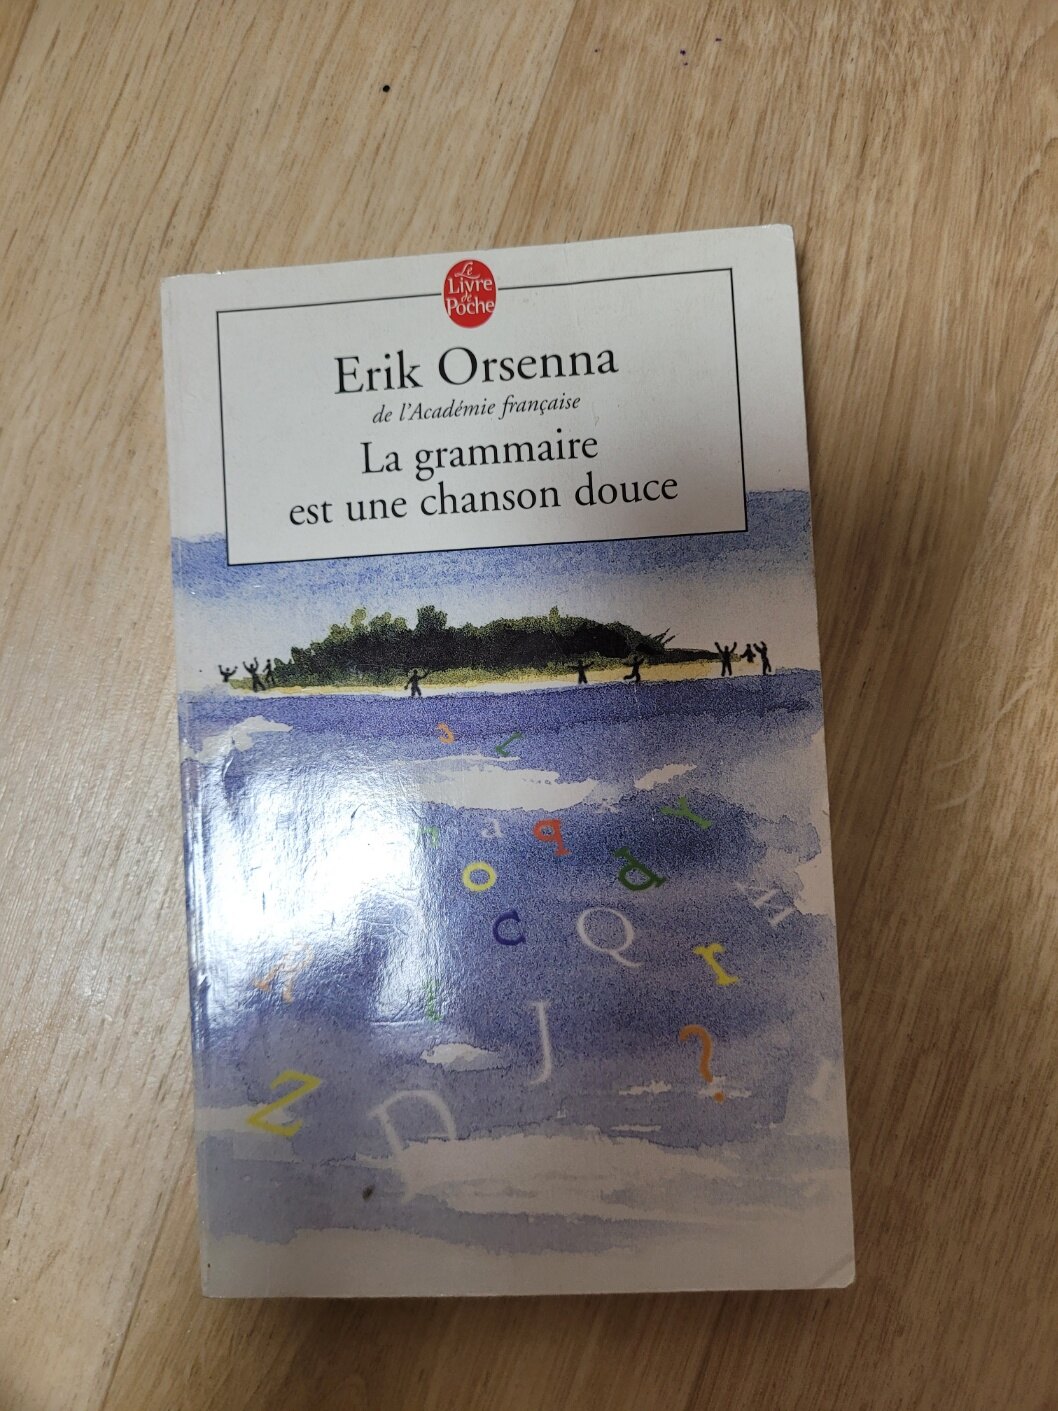 Le
Livre
de
Poche
Erik Orsenna
de l'Académie française
La grammaire
est une chanson douce
a q
o
c Q
r
J
?
Z
D